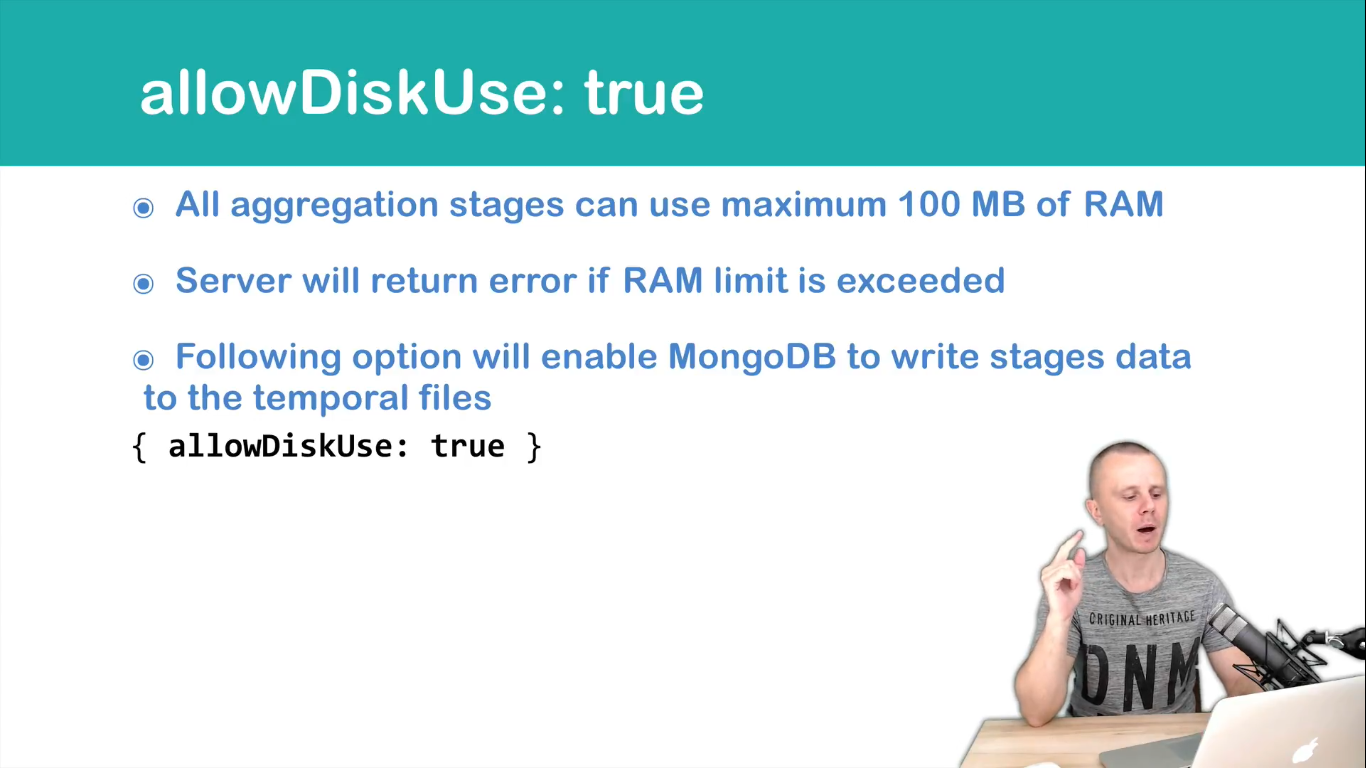 allowDiskUse: true
All aggregation stages can use maximum 100 MB of RAM
Server will return error if RAM limit is exceeded
Following option will enable MongoDB to write stages data
to the temporal files
{ allowDiskUse: true }
ORIGINAL HERITAGE
DNM